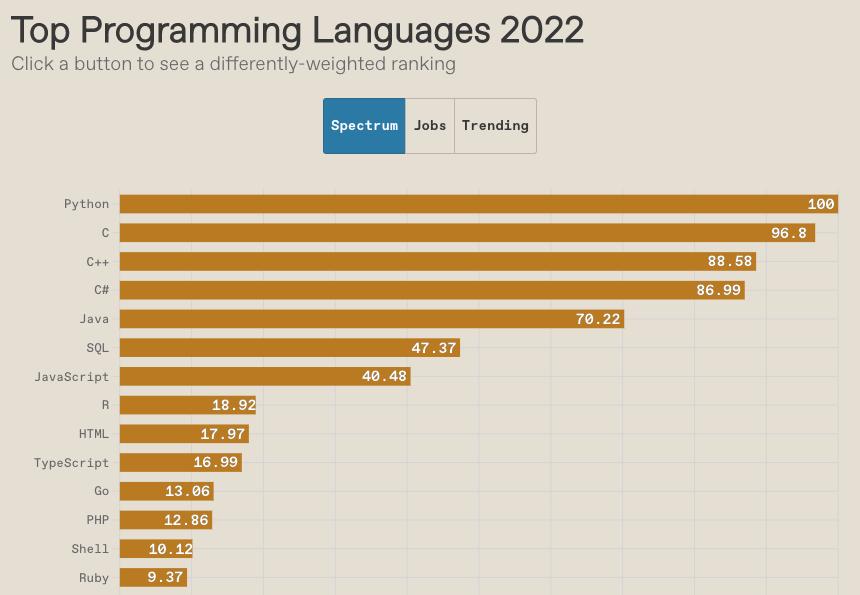 Top Programming Languages 2022
Click a button to see a differently-weighted ranking
Spectrum Jobs Trending
Python 100
C 96.8
C++ 88.58
C# 86.99
Java 70.22
SQL 47.37
JavaScript 40.48
R 18.92
HTML 17.97
TypeScript 16.99
Go 13.06
PHP 12.86
Shell 10.12
Ruby 9.37